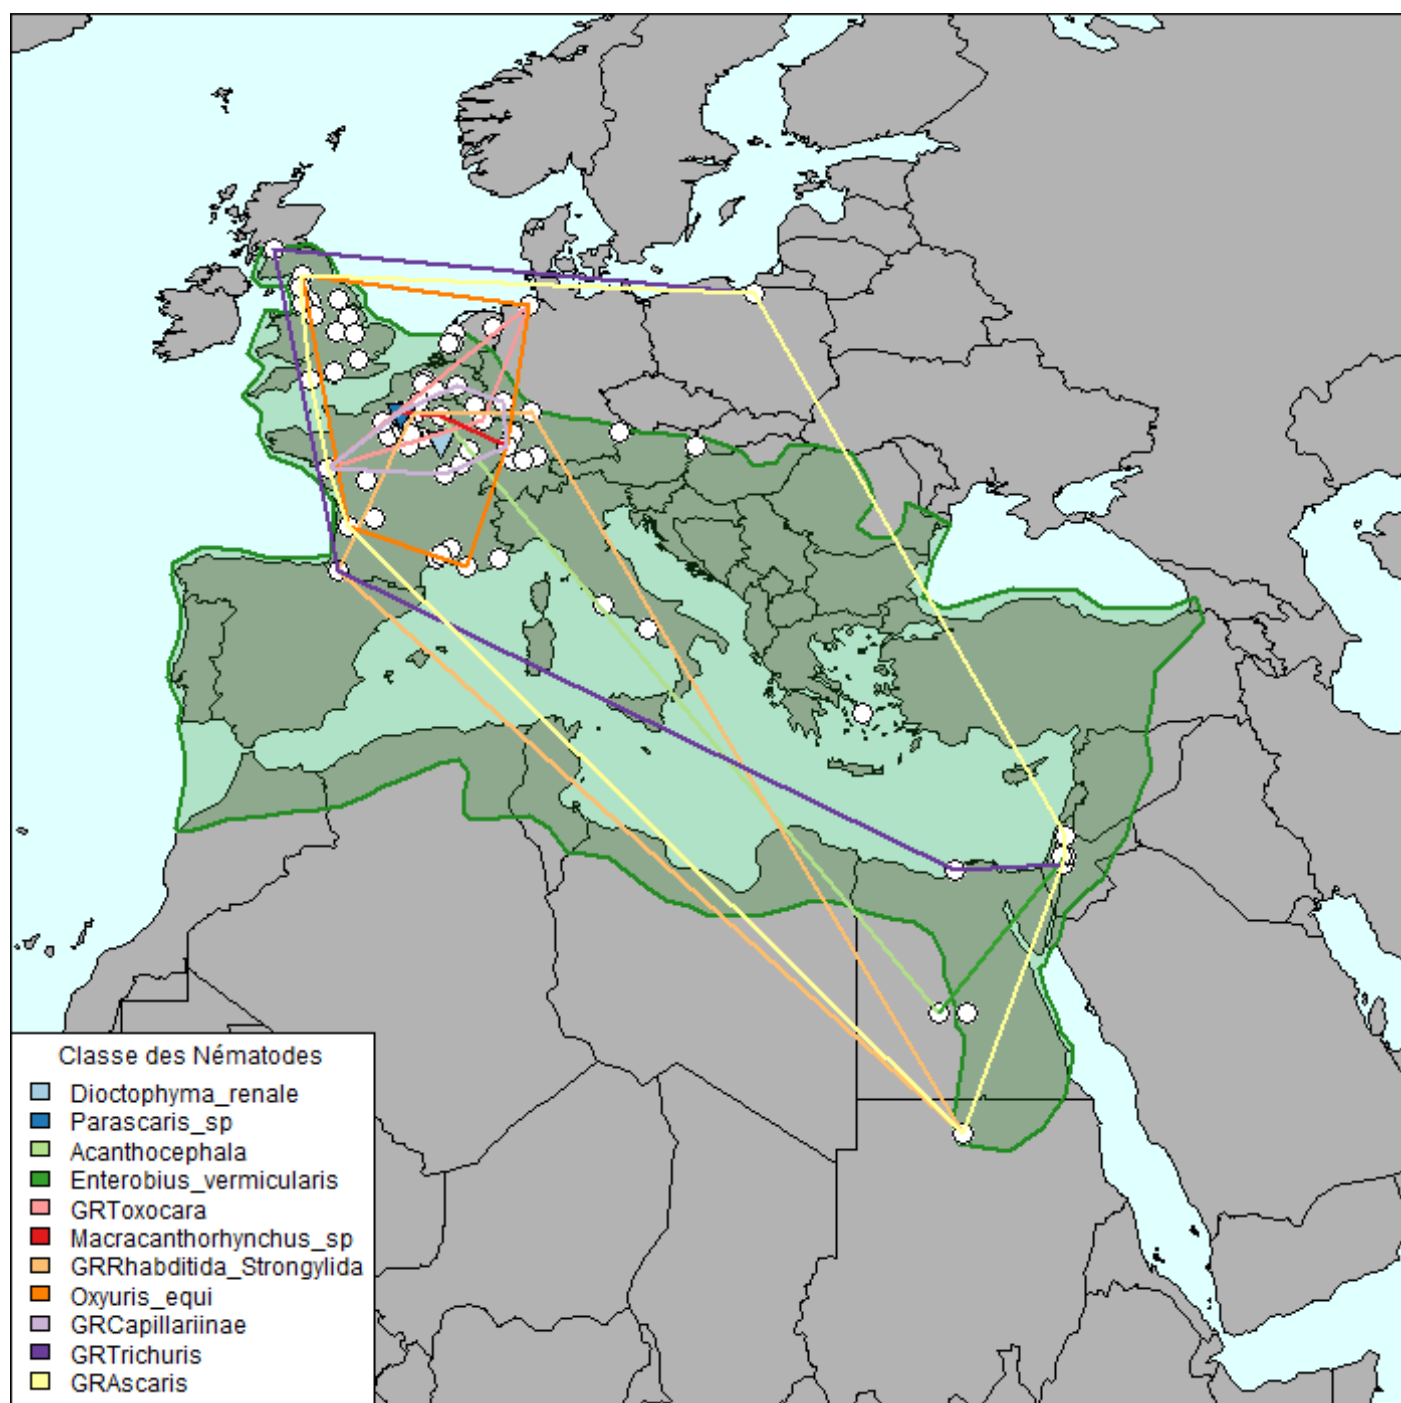 Classe des Nématodes
Dioctophyma_renale
Parascaris_sp
Acanthocephala
Enterobius_vermicularis
GRToxocara
Macracanthorhynchus_sp
GRRhabditida_Strongylida
Oxyuris_equi
GRCapillariinae
GRTrichuris
GRAscaris